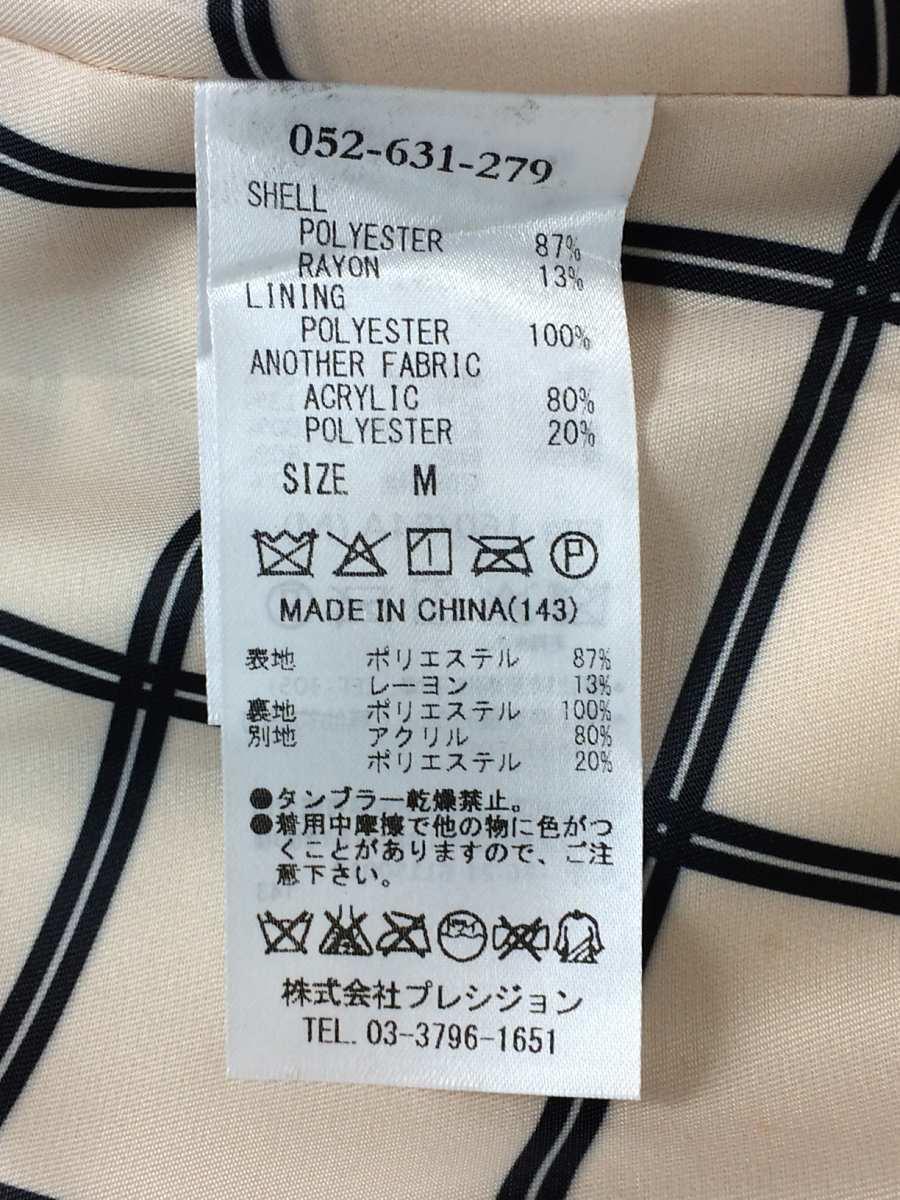 052-631-279
SHELL
POLYESTER 87%
RAYON 13%
LINING
POLYESTER 100%
ANOTHER FABRIC
ACRYLIC 80%
POLYESTER 20%
SIZE M
P
MADE IN CHINA(143)
表地 ポリエステル 87%
レーヨン 13%
裏地 ポリエステル 100%
別地 アクリル 80%
ポリエステル 20%
●タンブラー乾燥禁止。
●着用中摩擦で他の物に色がつ
くことがありますので、ご注
意下さい。
ドライ
株式会社プレシジョン
TEL. 03-3796-1651